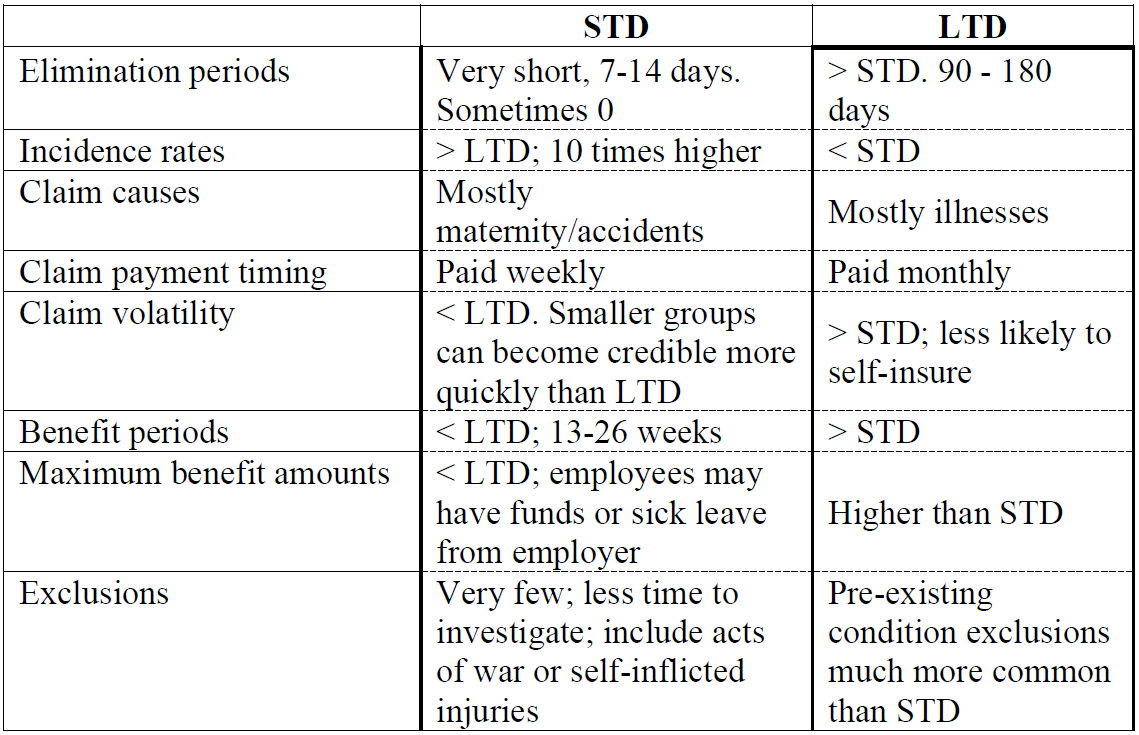 STD LTD
Elimination periods
Very short, 7-14 days.
Sometimes 0
> STD. 90 - 180
days
Incidence rates
> LTD; 10 times higher
< STD
Claim causes
Mostly
maternity/accidents
Mostly illnesses
Claim payment timing
Paid weekly
Paid monthly
Claim volatility
< LTD. Smaller groups
can become credible more
quickly than LTD
> STD; less likely to
self-insure
Benefit periods
< LTD; 13-26 weeks
> STD
Maximum benefit amounts
< LTD; employees may
have funds or sick leave
from employer
Higher than STD
Exclusions
Very few; less time to
investigate; include acts
of war or self-inflicted
injuries
Pre-existing
condition exclusions
much more common
than STD